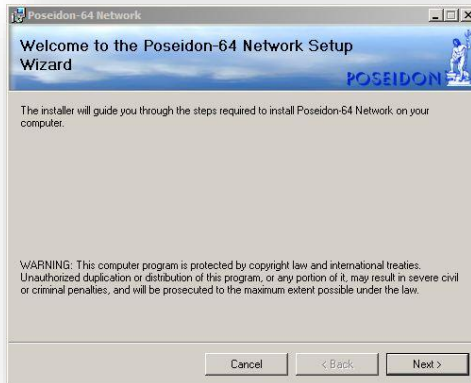 Poseidon-64 Network
Welcome to the Poseidon-64 Network Setup
Wizard
POSEIDON
The installer will guide you through the steps required to install Poseidon-64 Network on your
computer.
WARNING: This computer program is protected by copyright law and international treaties.
Unauthorized duplication or distribution of this program, or any portion of it, may result in severe civil
or criminal penalties, and will be prosecuted to the maximum extent possible under the law.
Cancel
< Back
Next >